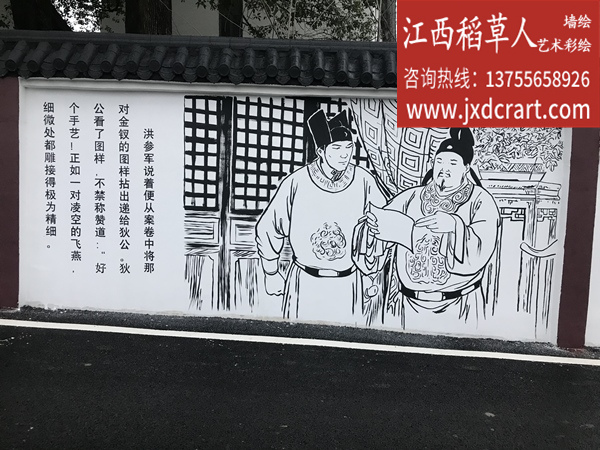 江西稻草人
墙绘
艺术彩绘
咨询热线：13755658926
www.jxdcrart.com
洪参军说着便从案卷中将那
对金钗的图样拈出递给狄公。狄
公看了图样，不禁称赞道：“好
个手艺！正如一对凌空的飞燕，
细微处都雕接得极为精细。